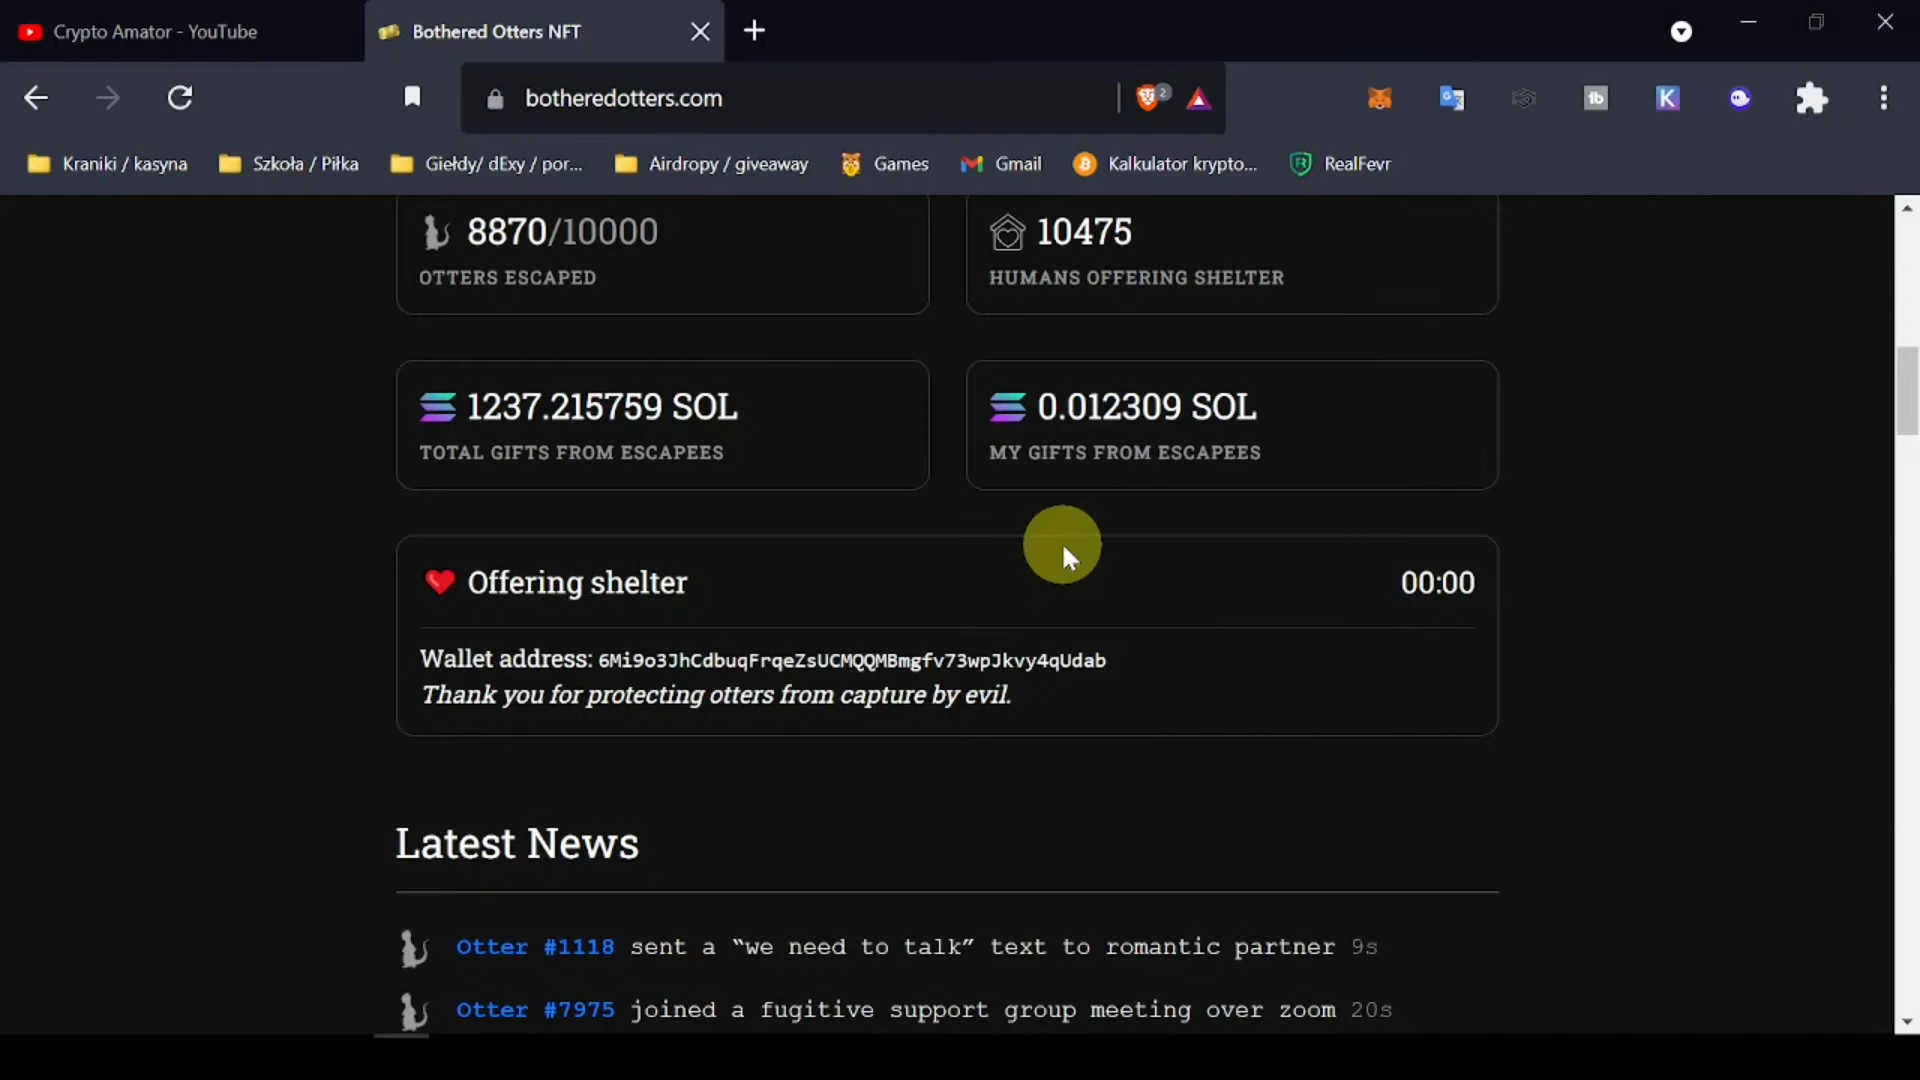 Crypto Amator - YouTube
Bothered Otters NFT
botheredotters.com
2
tb
K
Kraniki / kasyna
Szkoła / Piłka
Giełdy/ dExy / por...
Airdropy / giveaway
Games
Gmail
Kalkulator krypto...
RealFevr
8870/10000
OTTERS ESCAPED
10475
HUMANS OFFERING SHELTER
1237.215759 SOL
TOTAL GIFTS FROM ESCAPEES
0.012309 SOL
MY GIFTS FROM ESCAPEES
Offering shelter
00:00
Wallet address: 6Mi9o3JhCdbuqFrqeZsUCMQQMBmgfv73wpJkvy4qUdab
Thank you for protecting otters from capture by evil.
Latest News
Otter #1118 sent a “we need to talk” text to romantic partner 9s
Otter #7975 joined a fugitive support group meeting over zoom 20s